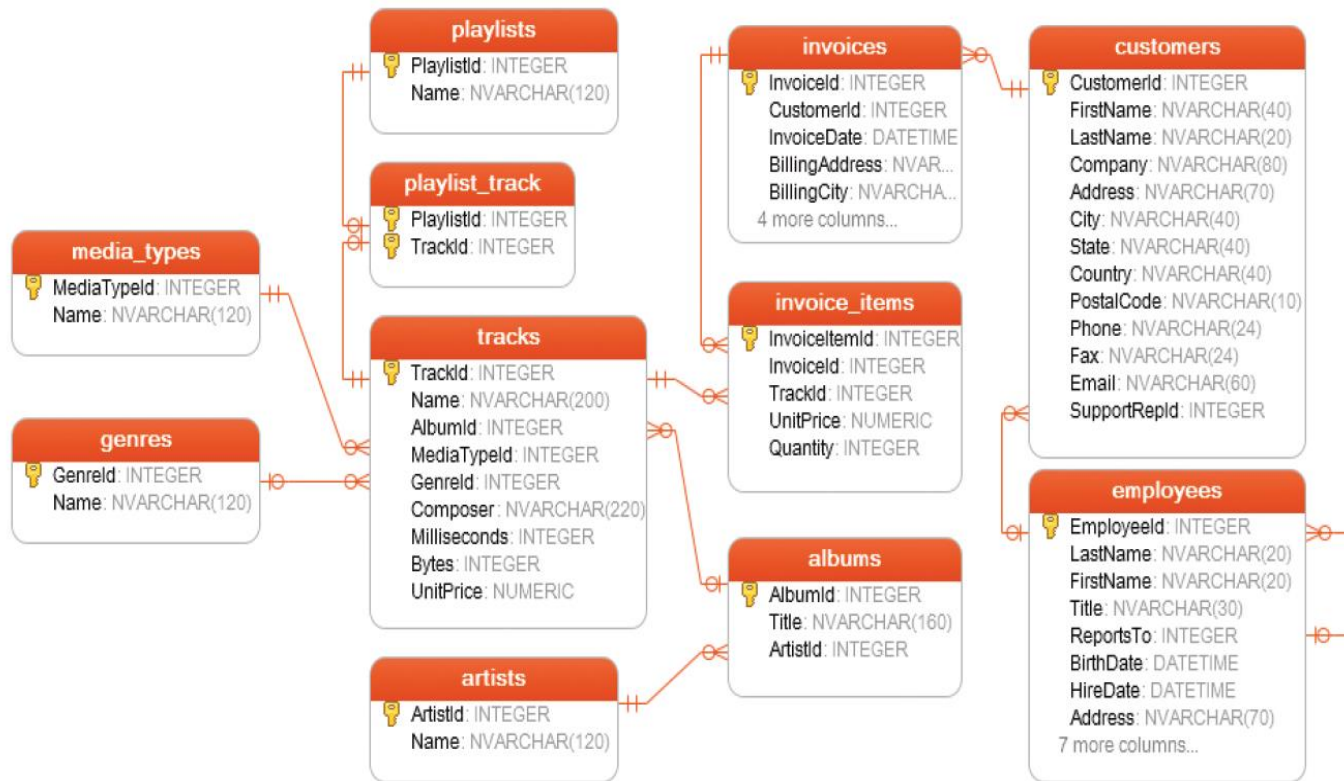 playlists
PlaylistId: INTEGER
Name: NVARCHAR(120)
playlist_track
PlaylistId: INTEGER
TrackId: INTEGER
media_types
MediaTypeId: INTEGER
Name: NVARCHAR(120)
genres
GenreId: INTEGER
Name: NVARCHAR(120)
tracks
TrackId: INTEGER
Name: NVARCHAR(200)
AlbumId: INTEGER
MediaTypeId: INTEGER
GenreId: INTEGER
Composer: NVARCHAR(220)
Milliseconds: INTEGER
Bytes: INTEGER
UnitPrice: NUMERIC
artists
ArtistId: INTEGER
Name: NVARCHAR(120)
invoices
InvoiceId: INTEGER
CustomerId: INTEGER
InvoiceDate: DATETIME
BillingAddress: NVAR...
BillingCity: NVARCHA...
4 more columns...
invoice_items
InvoiceItemId: INTEGER
InvoiceId: INTEGER
TrackId: INTEGER
UnitPrice: NUMERIC
Quantity: INTEGER
albums
AlbumId: INTEGER
Title: NVARCHAR(160)
ArtistId: INTEGER
customers
CustomerId: INTEGER
FirstName: NVARCHAR(40)
LastName: NVARCHAR(20)
Company: NVARCHAR(80)
Address: NVARCHAR(70)
City: NVARCHAR(40)
State: NVARCHAR(40)
Country: NVARCHAR(40)
PostalCode: NVARCHAR(10)
Phone: NVARCHAR(24)
Fax: NVARCHAR(24)
Email: NVARCHAR(60)
SupportRepId: INTEGER
employees
EmployeeId: INTEGER
LastName: NVARCHAR(20)
FirstName: NVARCHAR(20)
Title: NVARCHAR(30)
ReportsTo: INTEGER
BirthDate: DATETIME
HireDate: DATETIME
Address: NVARCHAR(70)
7 more columns...